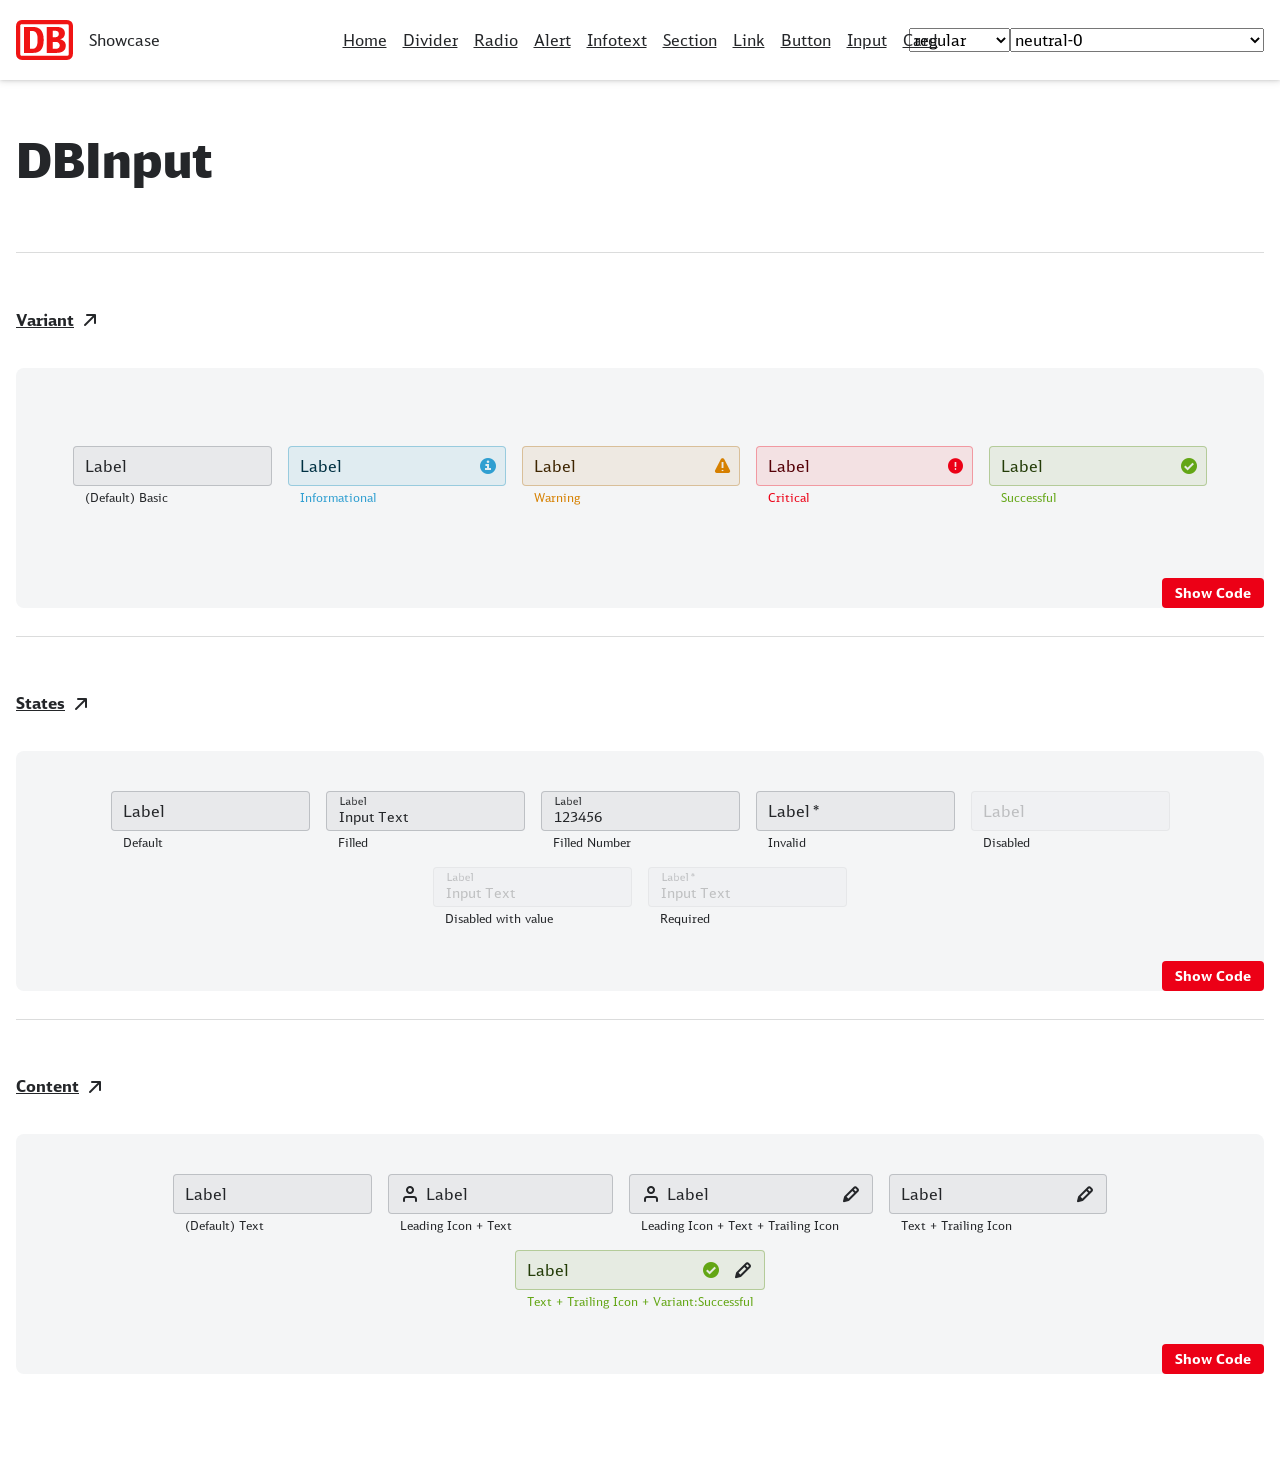 DB Showcase Home Divider Radio Alert Infotext Section Link Button Input Card regular neutral-0
DBInput
Variant
Label Label Label Label Label
(Default) Basic Informational Warning Critical Successful
Show Code
States
Label Label Input Text Label 123456 Label * Label
Default Filled Filled Number Invalid Disabled
Label Input Text Label * Input Text
Disabled with value Required
Show Code
Content
Label Label Label Label
(Default) Text Leading Icon + Text Leading Icon + Text + Trailing Icon Text + Trailing Icon
Label
Text + Trailing Icon + Variant:Successful
Show Code